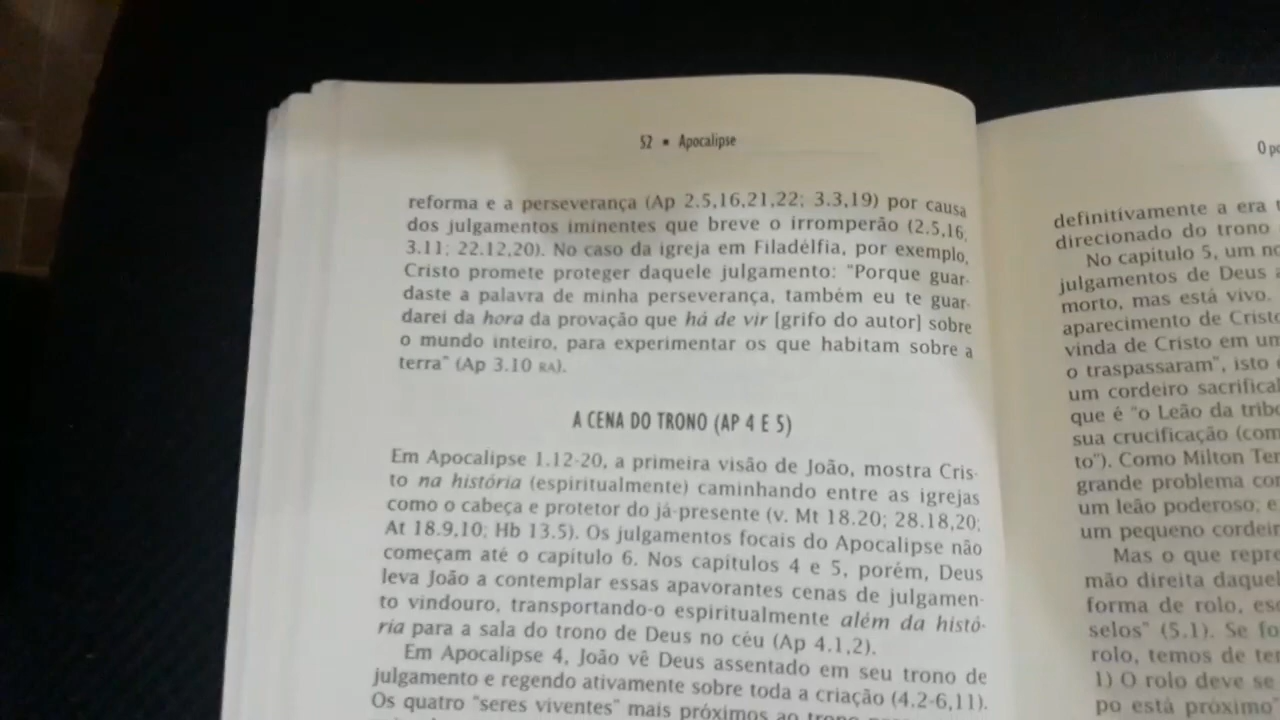 52 ▪ Apocalipse
reforma e a perseverança (Ap 2.5,16,21,22; 3.3,19) por causa
dos julgamentos iminentes que breve o irromperão (2.5,16,
3.11; 22.12,20). No caso da igreja em Filadélfia, por exemplo,
Cristo promete proteger daquele julgamento: "Porque guar-
daste a palavra de minha perseverança, também eu te guar-
darei da hora da provação que há de vir [grifo do autor] sobre
o mundo inteiro, para experimentar os que habitam sobre a
terra" (Ap 3.10 RA).
A CENA DO TRONO (AP 4 E 5)
Em Apocalipse 1.12-20, a primeira visão de João, mostra Cris-
to na história (espiritualmente) caminhando entre as igrejas
como o cabeça e protetor do já-presente (v. Mt 18.20; 28.18,20;
At 18.9,10; Hb 13.5). Os julgamentos focais do Apocalipse não
começam até o capítulo 6. Nos capítulos 4 e 5, porém, Deus
leva João a contemplar essas apavorantes cenas de julgamen-
to vindouro, transportando-o espiritualmente além da histó-
ria para a sala do trono de Deus no céu (Ap 4.1,2).
Em Apocalipse 4, João vê Deus assentado em seu trono de
julgamento e regendo ativamente sobre toda a criação (4.2-6,11).
Os quatro "seres viventes" mais próximos ao trono
O
definitivamente a era
direcionado do trono
No capítulo 5, um
julgamentos de Deus
morto, mas está vivo.
aparecimento de Cristo
vinda de Cristo em
o traspassaram", isto
um cordeiro sacrifical
que é "o Leão da
sua crucificação
to"). Como Milton
grande problema
um leão poderoso;
um pequeno
Mas o que
mão direita
forma de rolo,
selos" (5.1). Se
rolo, temos de
1) O rolo deve se
po está próximo"